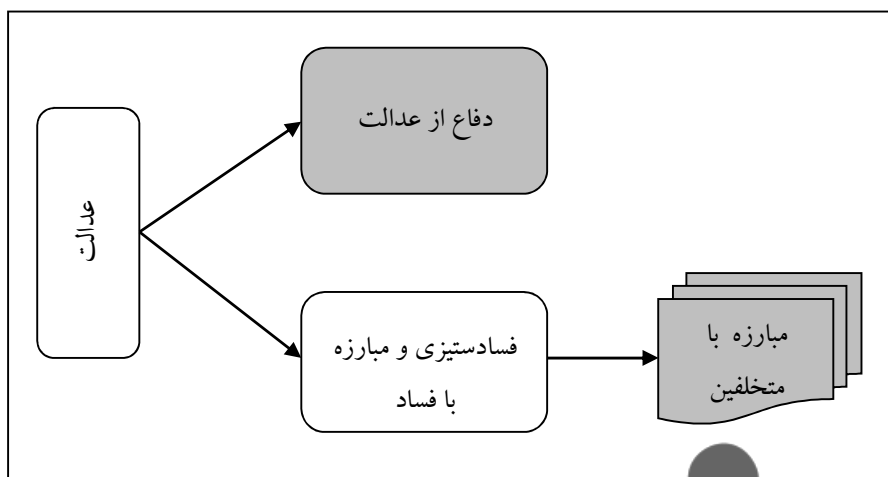 عدالت
دفاع از عدالت
فسادستیزی و مبارزه
با فساد
مبارزه با
متخلفین